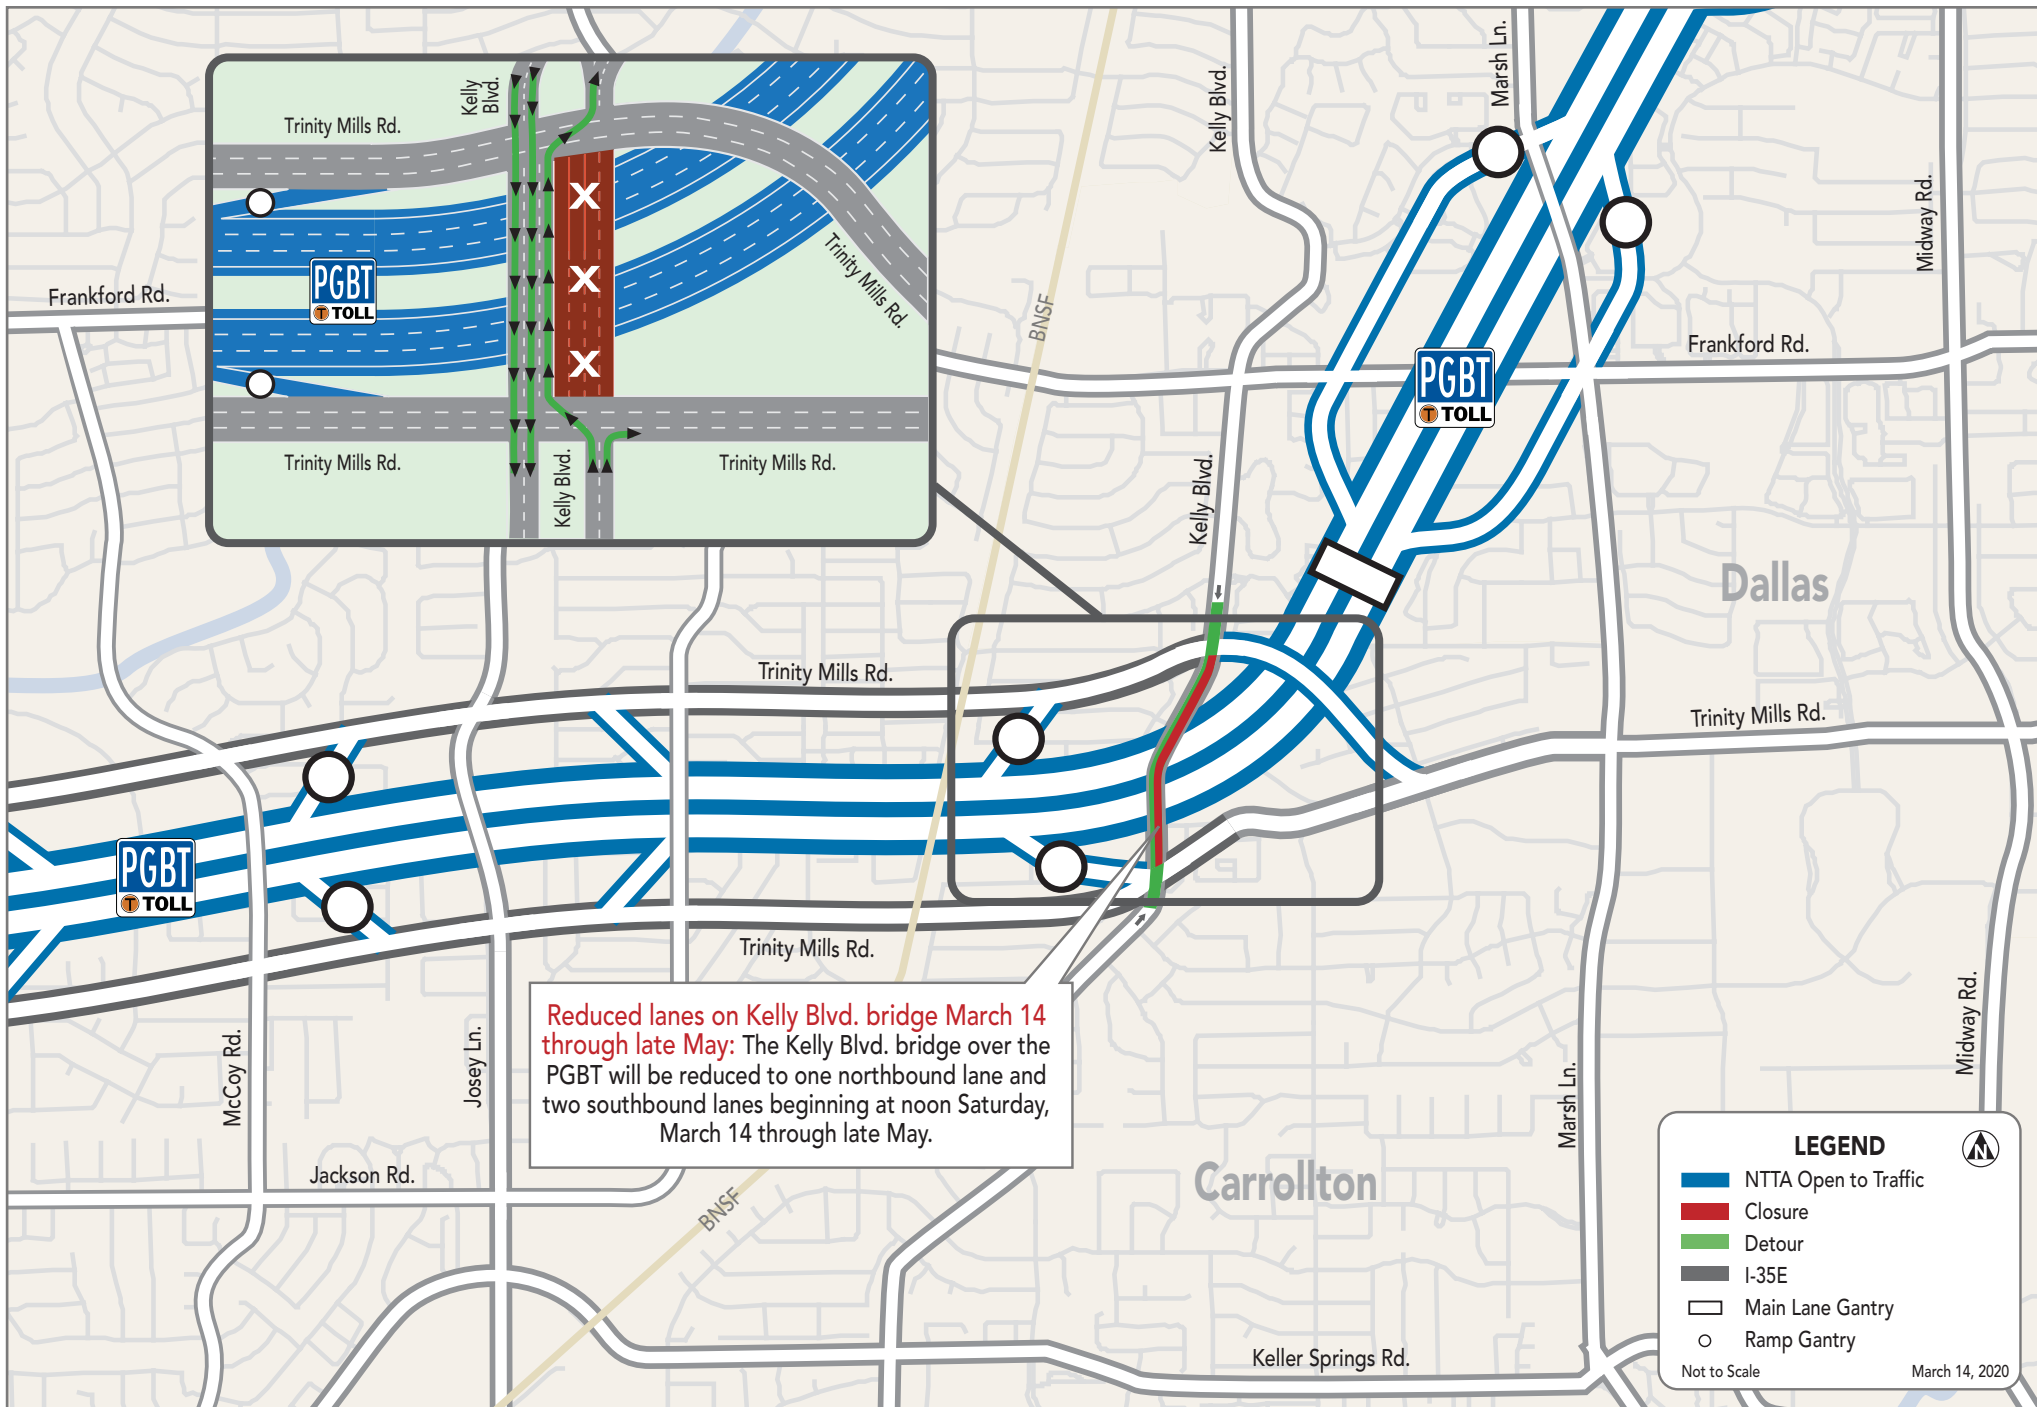 Kelly
Blvd.
Trinity Mills Rd.
PGBT
T TOLL
Trinity Mills Rd.
Trinity Mills Rd.
Kelly Blvd.
Trinity Mills Rd.
Frankford Rd.
BNSF
Kelly Blvd.
Marsh Ln.
Midway Rd.
Frankford Rd.
PGBT
T TOLL
Kelly Blvd.
Dallas
Trinity Mills Rd.
Trinity Mills Rd.
PGBT
T TOLL
Trinity Mills Rd.
Reduced lanes on Kelly Blvd. bridge March 14
through late May: The Kelly Blvd. bridge over the
PGBT will be reduced to one northbound lane and
two southbound lanes beginning at noon Saturday,
March 14 through late May.
McCoy Rd.
Josey Ln.
Marsh Ln.
Midway Rd.
Jackson Rd.
BNSF
Carrollton
Keller Springs Rd.
LEGEND
N
NTTA Open to Traffic
Closure
Detour
I-35E
Main Lane Gantry
Ramp Gantry
Not to Scale
March 14, 2020
X
X
X